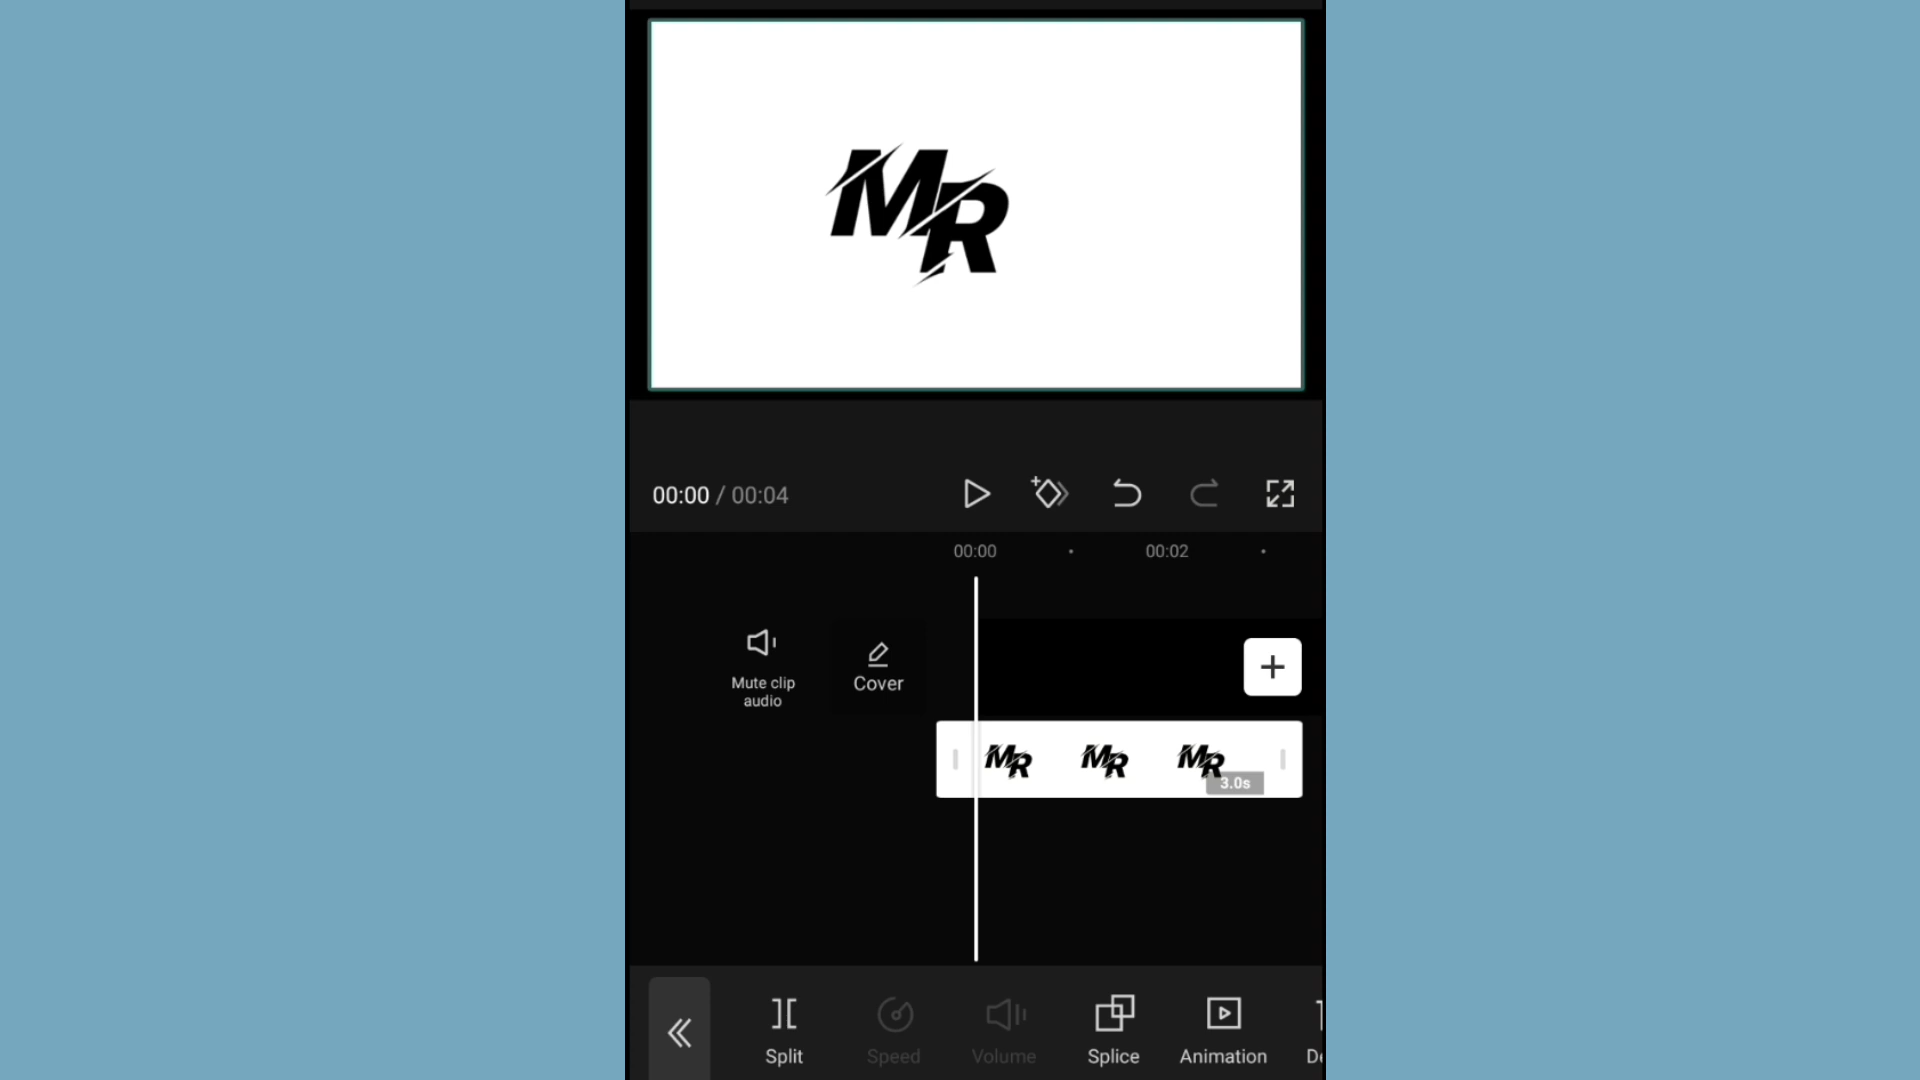 MR
00:00 / 00:04
00:00
00:02
Mute clip
audio
Cover
MR MR MR
3.0s
Split
Speed
Volume
Splice
Animation